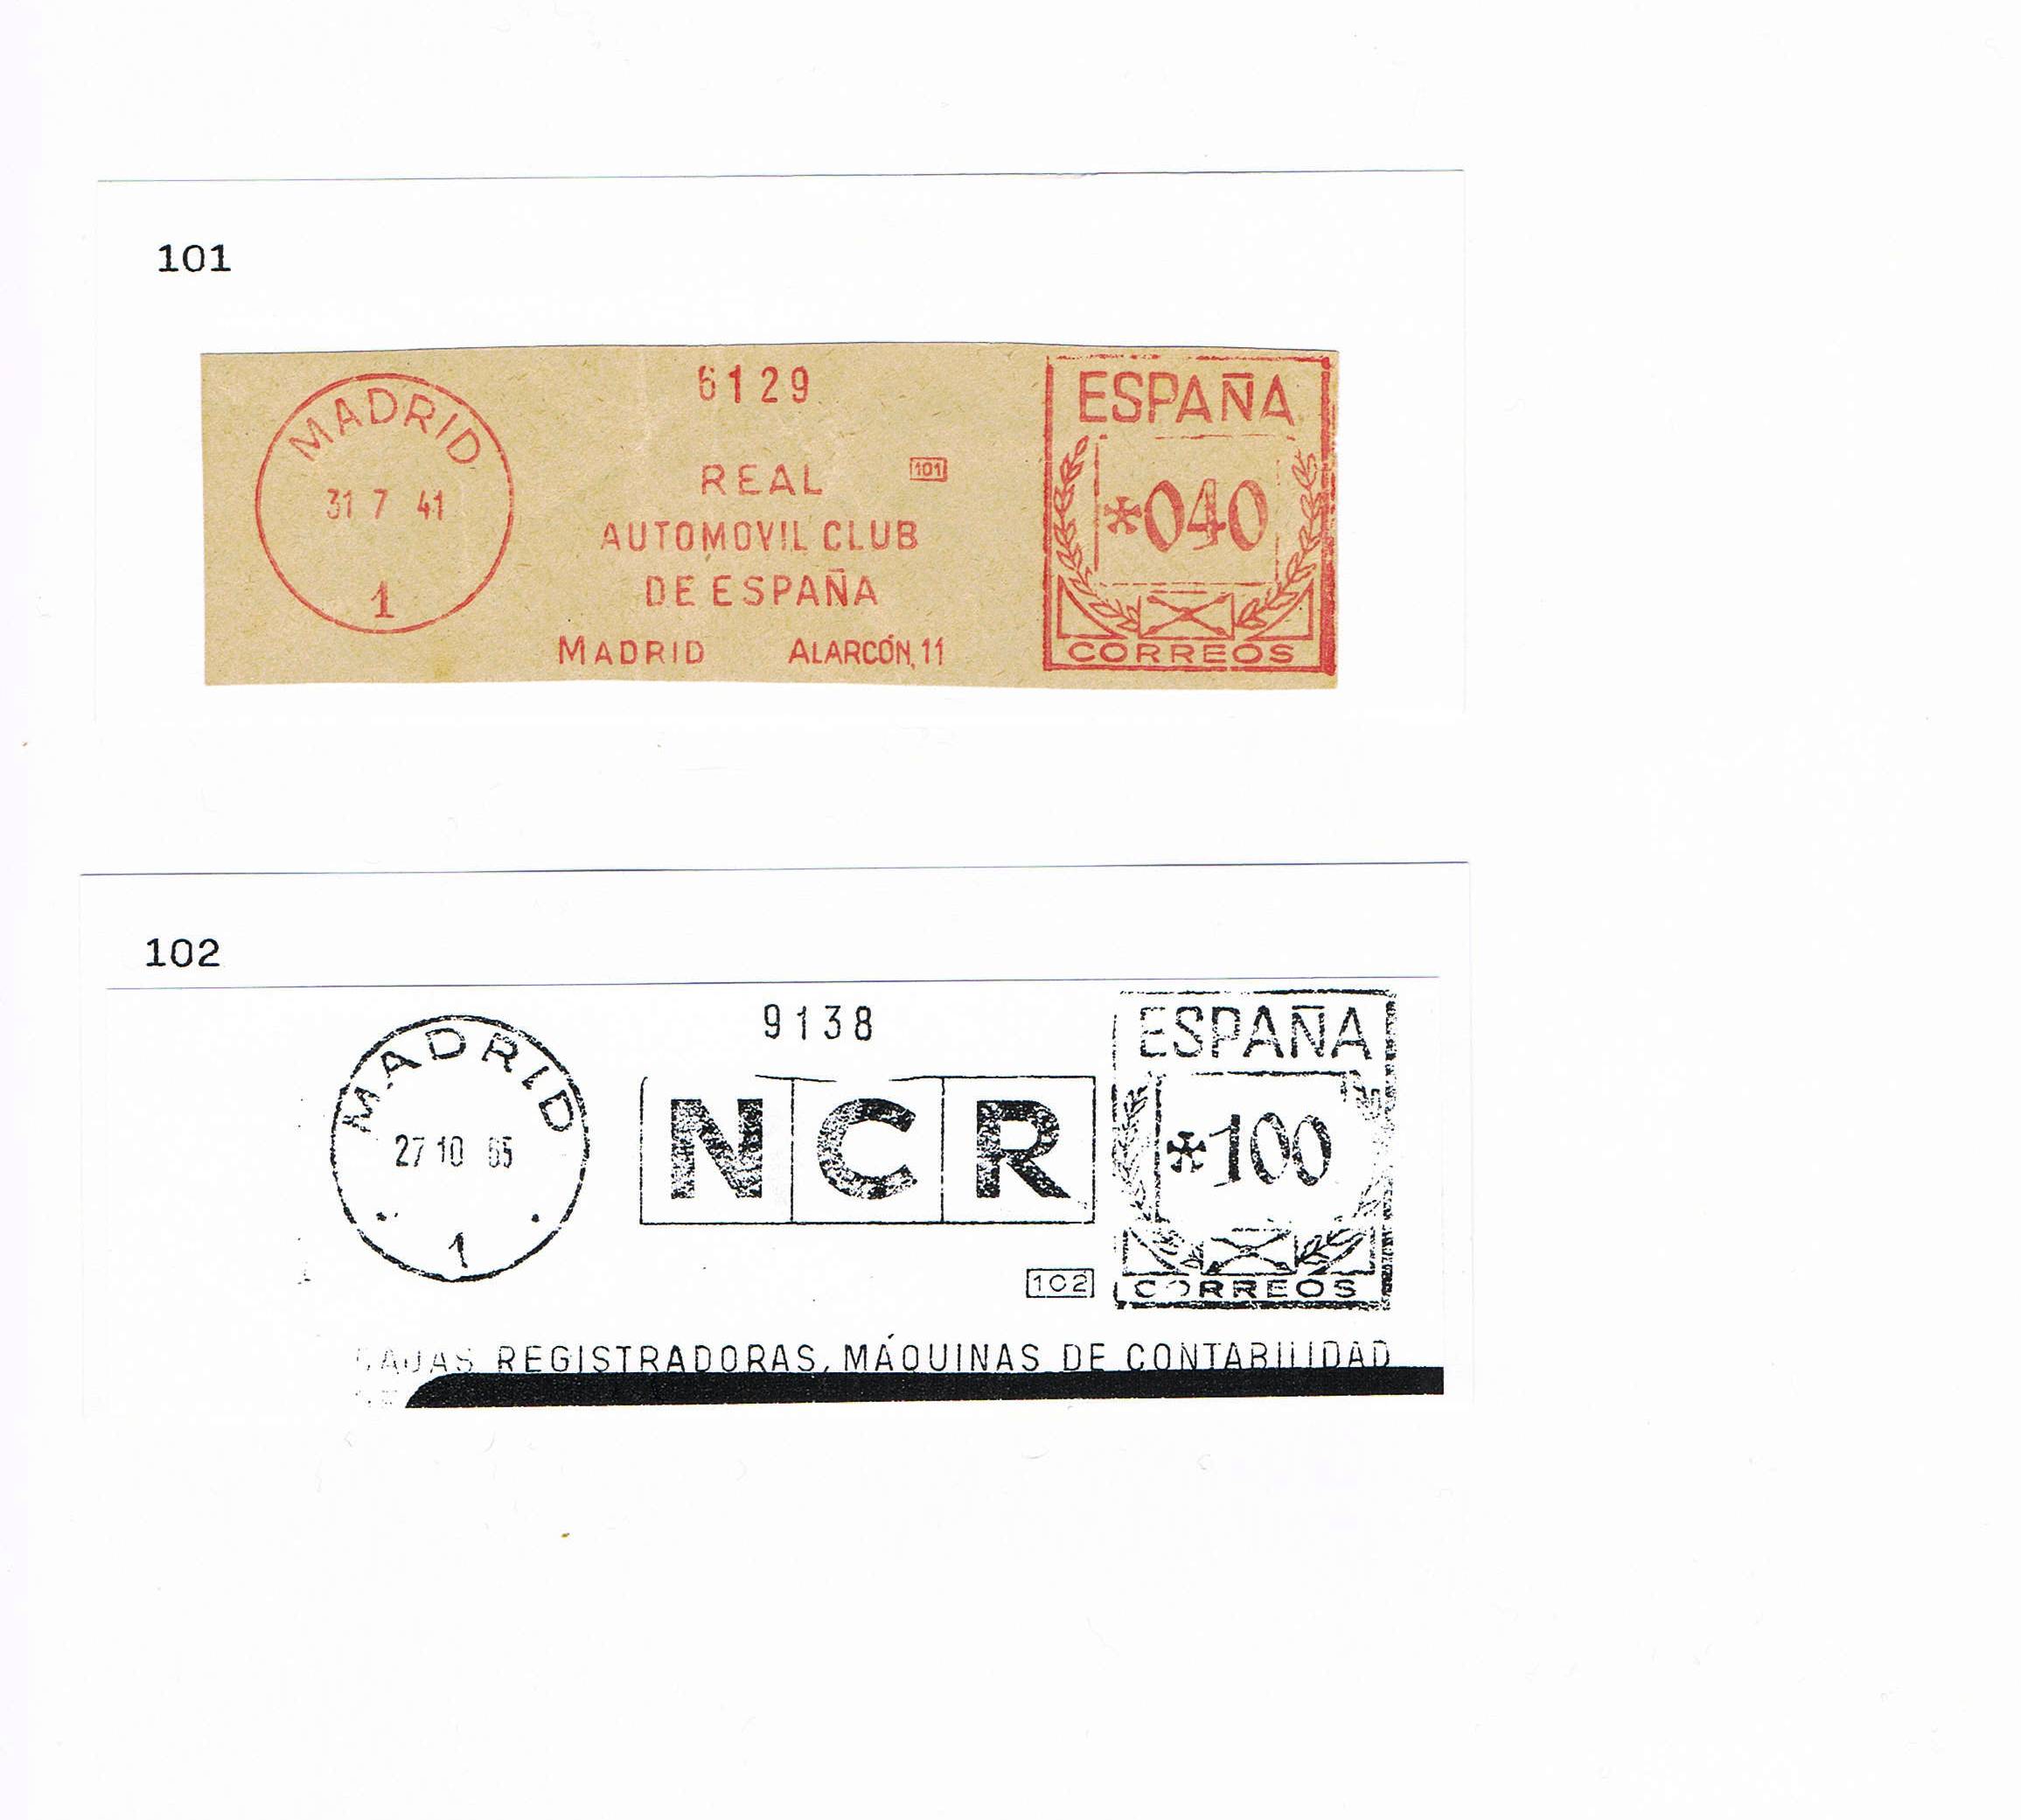 101
6129
MADRID
31 7 41
1
REAL
101
AUTOMOVIL CLUB
DE ESPAÑA
MADRID ALARCÓN, 11
ESPAÑA
*040
CORREOS
102
9138
MADRID
27 10 65
1
NCR
102
ESPAÑA
*100
CORREOS
CAJAS REGISTRADORAS, MÁQUINAS DE CONTABILIDAD